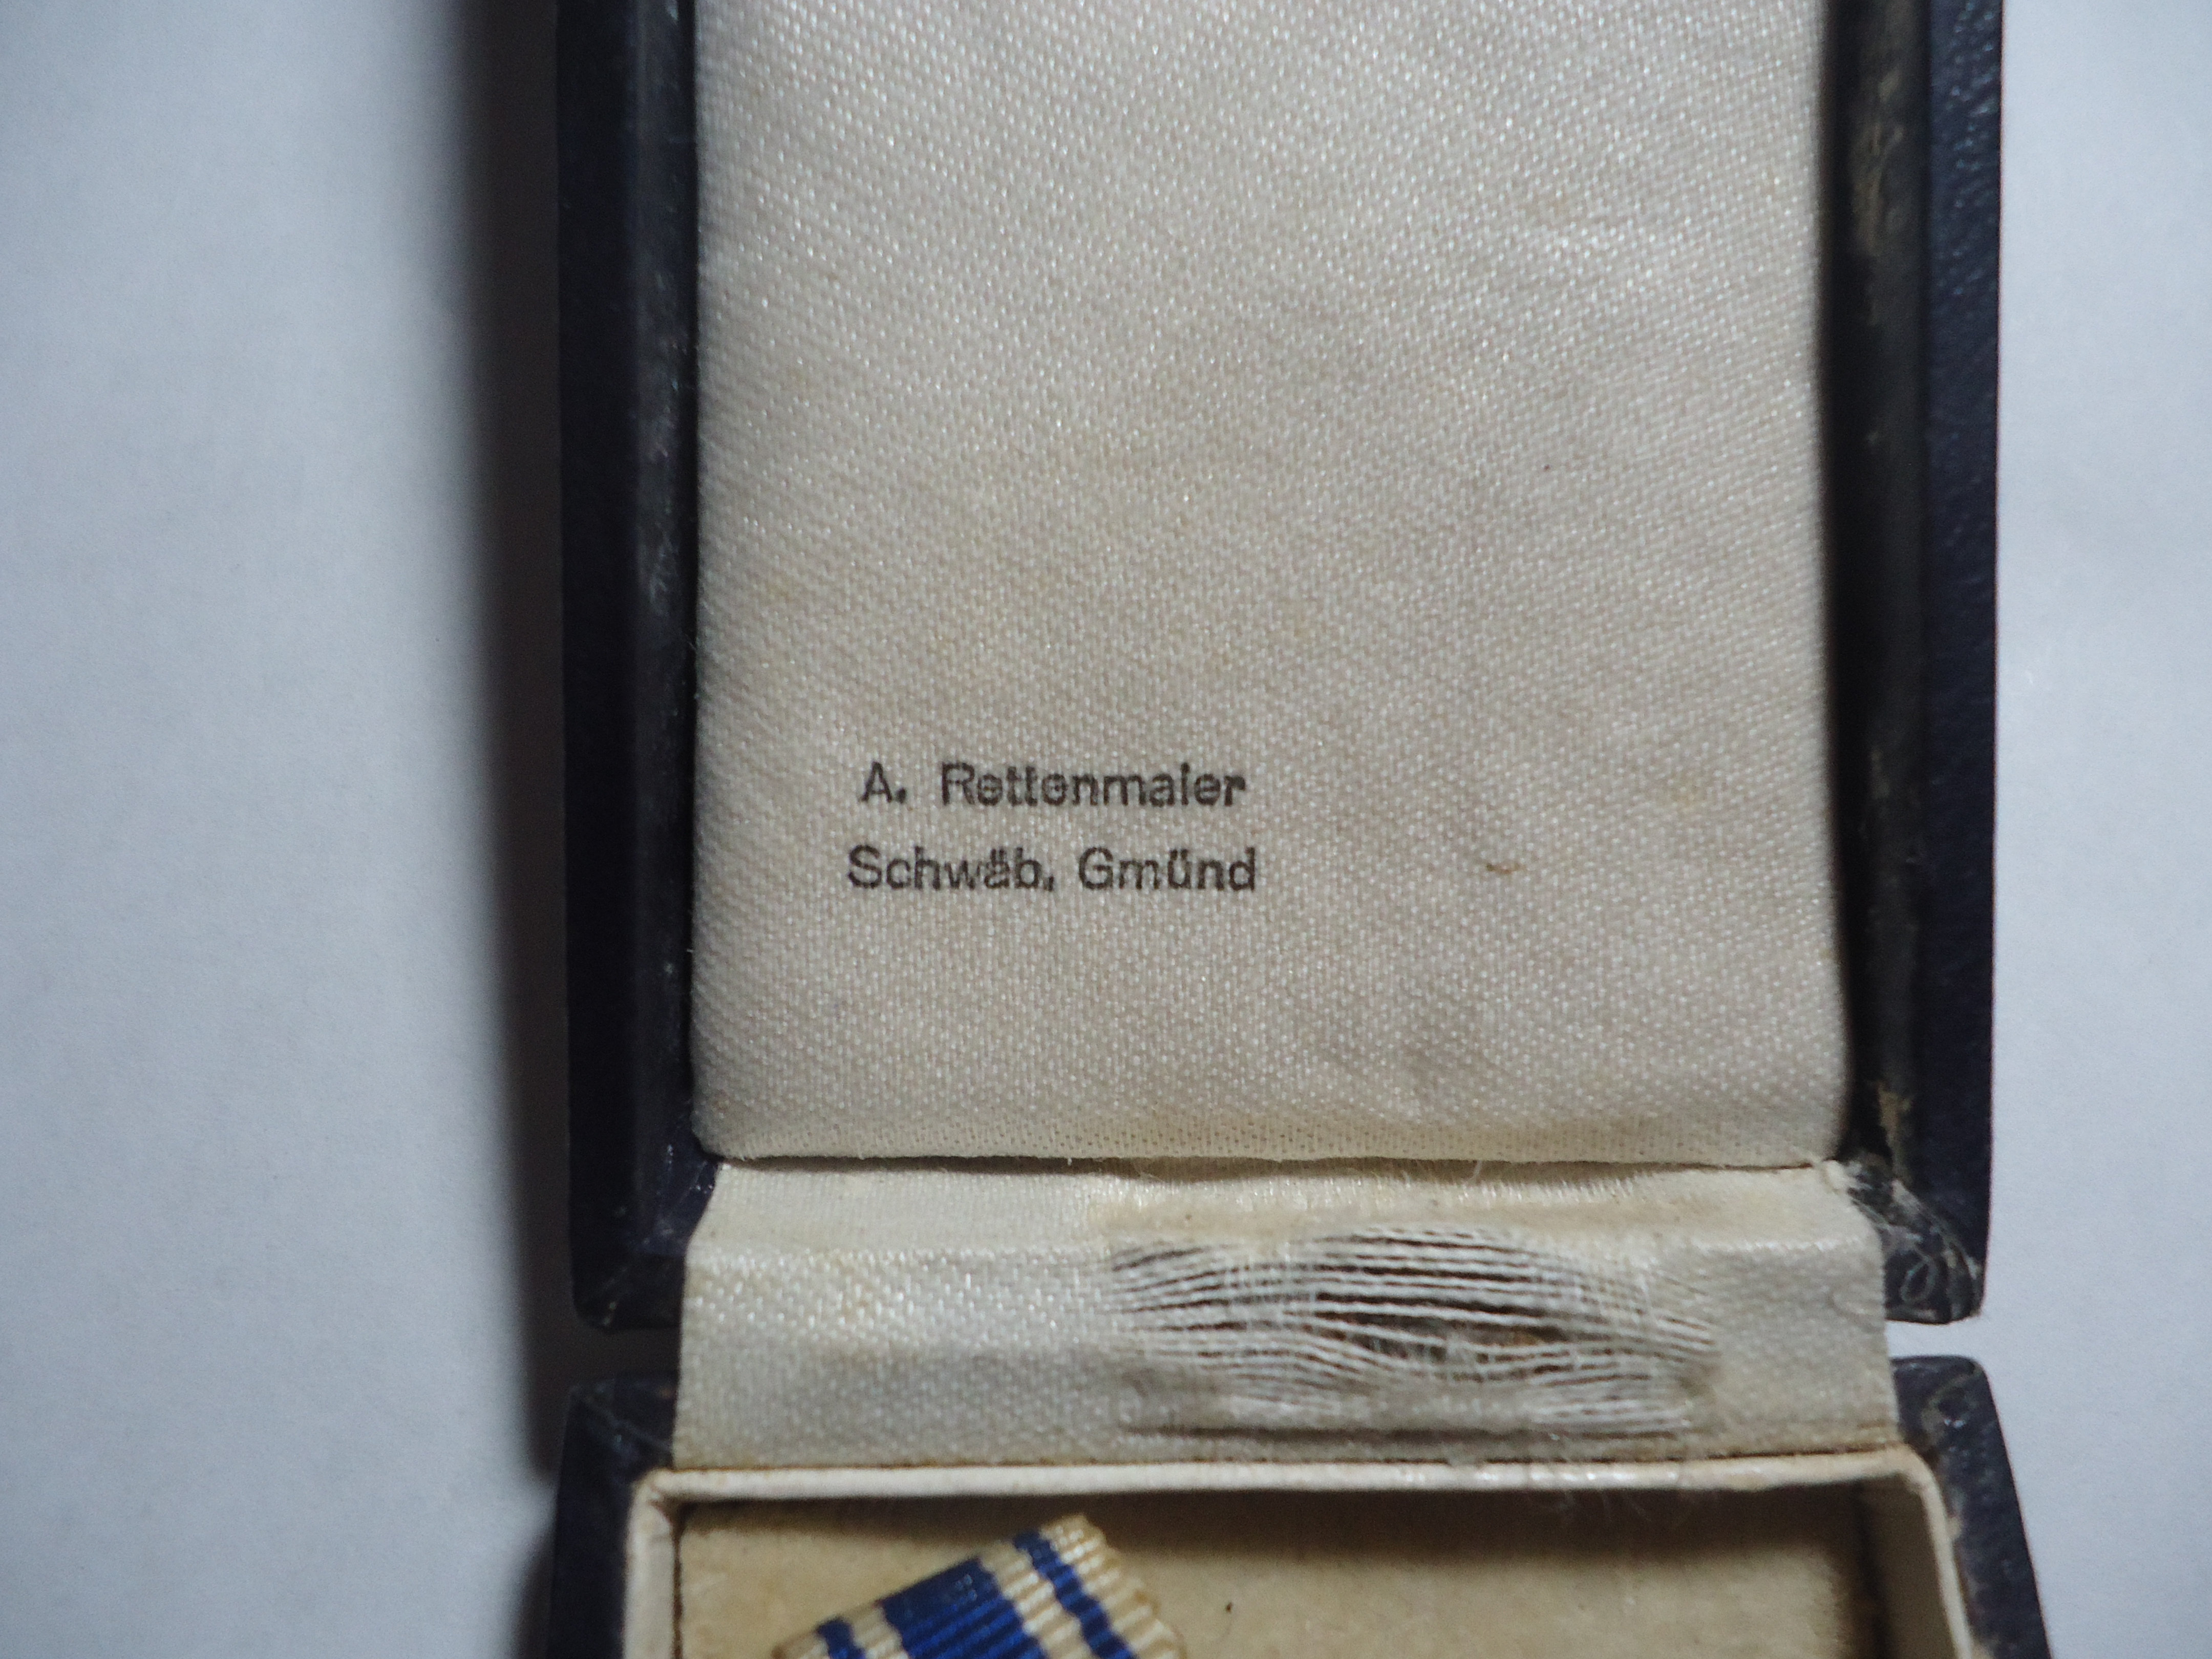 A. Rettenmaier
Schwäb. Gmünd